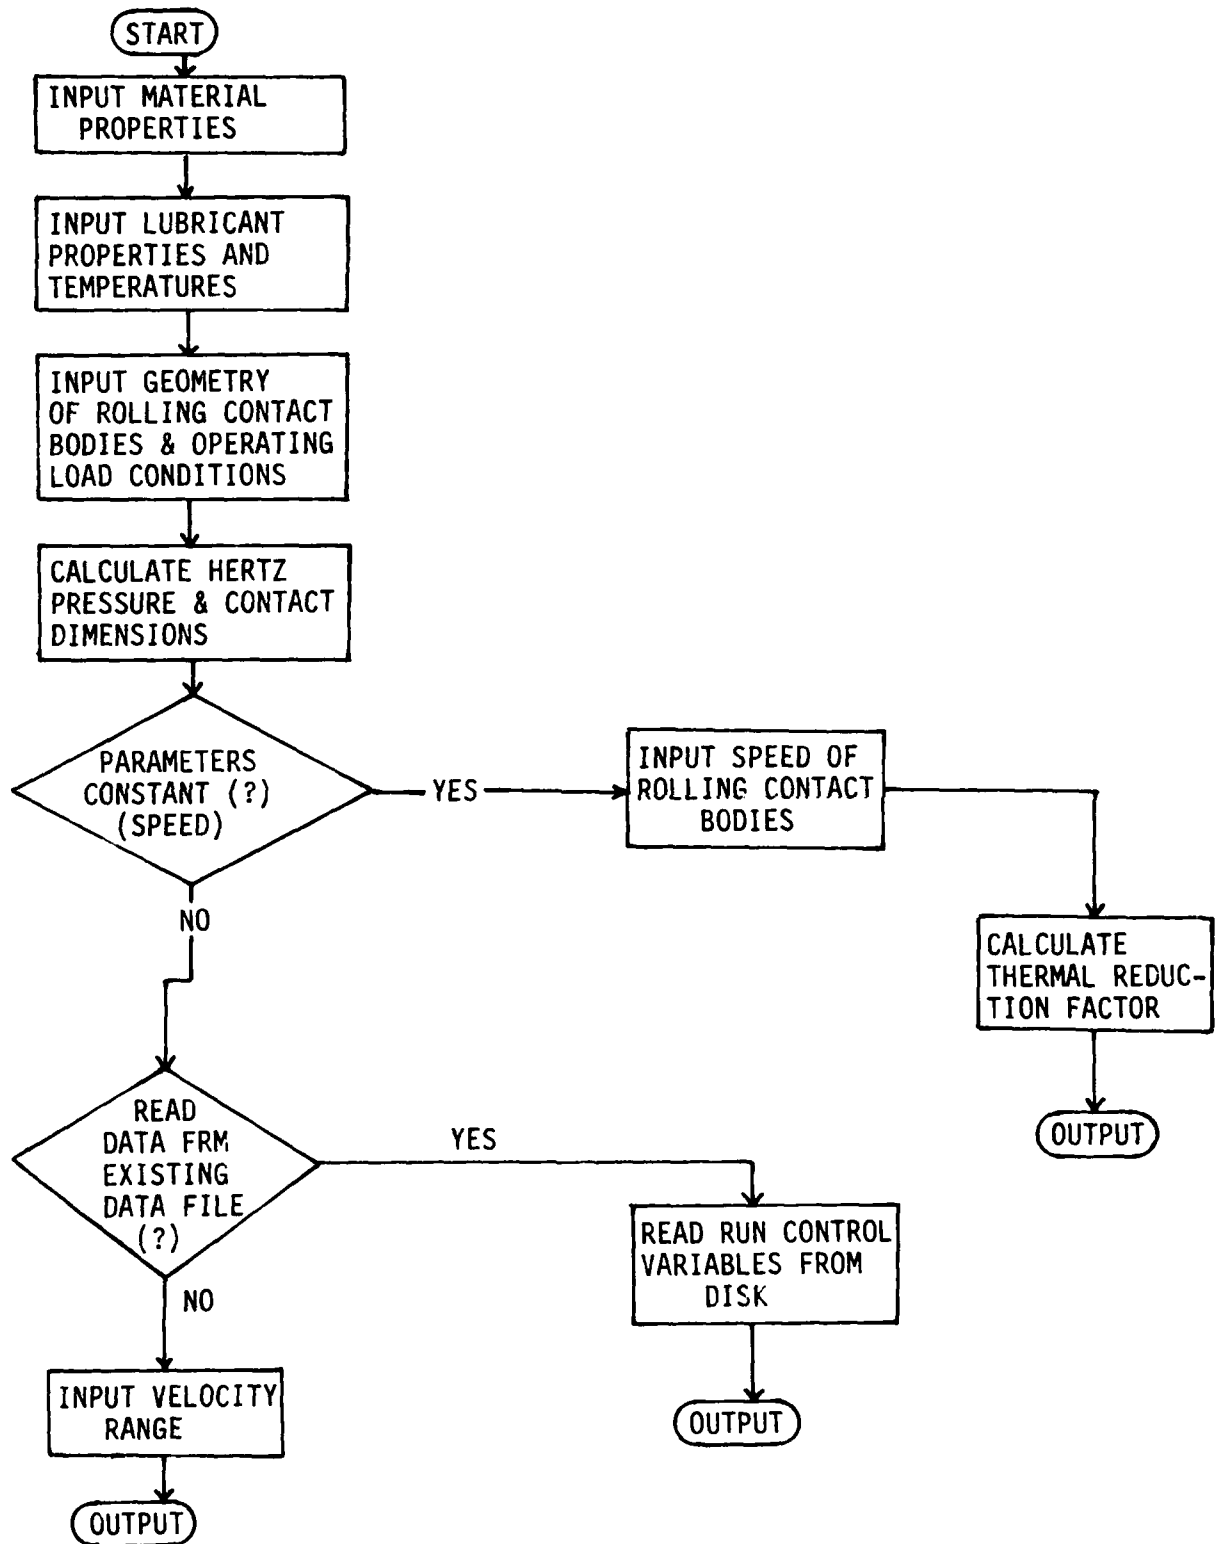 START
INPUT MATERIAL
PROPERTIES
INPUT LUBRICANT
PROPERTIES AND
TEMPERATURES
INPUT GEOMETRY
OF ROLLING CONTACT
BODIES & OPERATING
LOAD CONDITIONS
CALCULATE HERTZ
PRESSURE & CONTACT
DIMENSIONS
PARAMETERS
CONSTANT (?)
(SPEED)
YES
INPUT SPEED OF
ROLLING CONTACT
BODIES
CALCULATE
THERMAL REDUC-
TION FACTOR
OUTPUT
NO
READ
DATA FRM
EXISTING
DATA FILE
(?)
YES
READ RUN CONTROL
VARIABLES FROM
DISK
OUTPUT
NO
INPUT VELOCITY
RANGE
OUTPUT